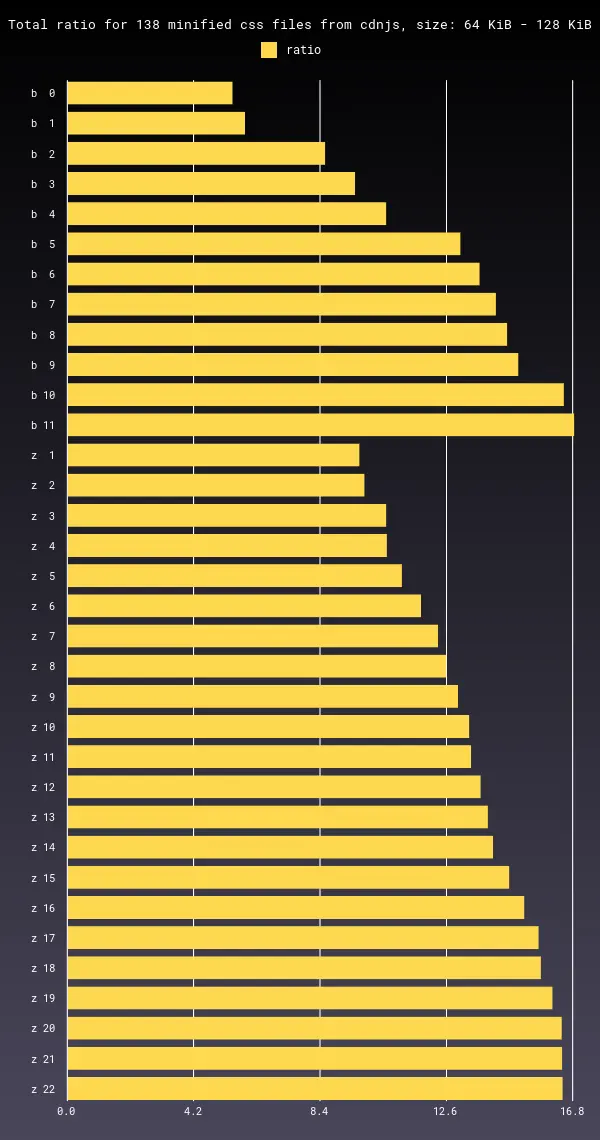 Total ratio for 138 minified css files from cdnjs, size: 64 KiB - 128 KiB
ratio
b 0
b 1
b 2
b 3
b 4
b 5
b 6
b 7
b 8
b 9
b 10
b 11
z 1
z 2
z 3
z 4
z 5
z 6
z 7
z 8
z 9
z 10
z 11
z 12
z 13
z 14
z 15
z 16
z 17
z 18
z 19
z 20
z 21
z 22
0.0 4.2 8.4 12.6 16.8